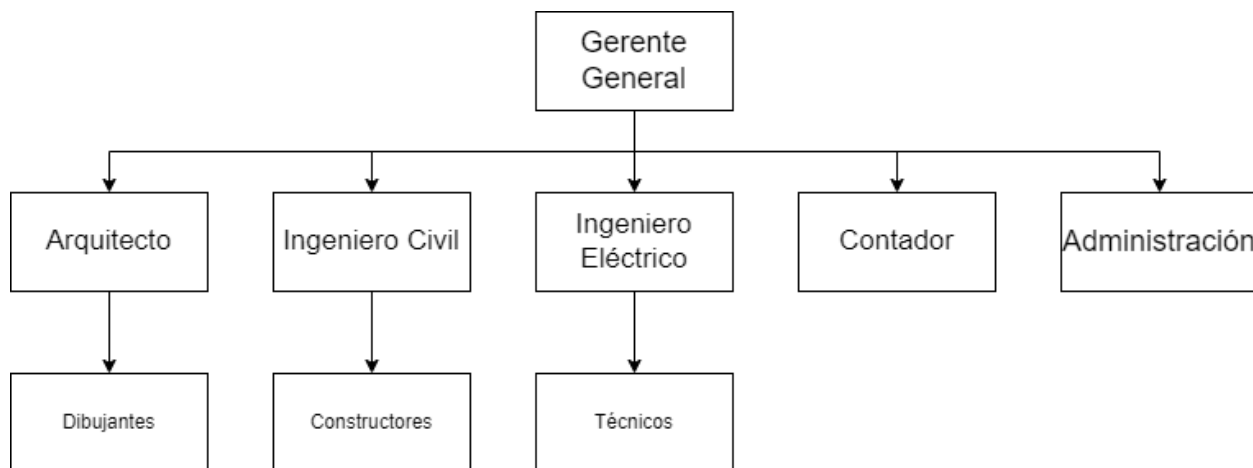 Gerente
General
Arquitecto
Ingeniero Civil
Ingeniero
Eléctrico
Contador
Administración
Dibujantes
Constructores
Técnicos